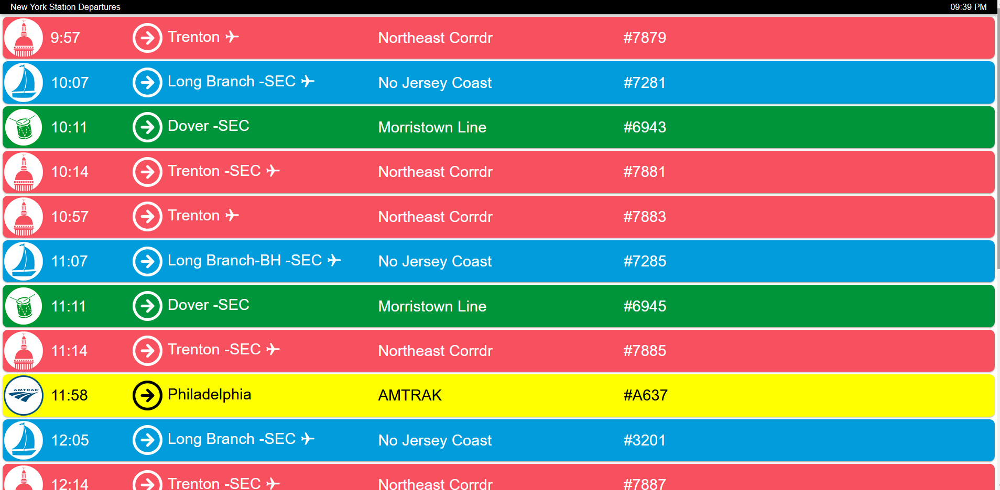 New York Station Departures 09:39 PM
9:57 Trenton ✈ Northeast Corrdr #7879
10:07 Long Branch -SEC ✈ No Jersey Coast #7281
10:11 Dover -SEC Morristown Line #6943
10:14 Trenton -SEC ✈ Northeast Corrdr #7881
10:57 Trenton ✈ Northeast Corrdr #7883
11:07 Long Branch-BH -SEC ✈ No Jersey Coast #7285
11:11 Dover -SEC Morristown Line #6945
11:14 Trenton -SEC ✈ Northeast Corrdr #7885
AMTRAK 11:58 Philadelphia AMTRAK #A637
12:05 Long Branch -SEC ✈ No Jersey Coast #3201
12:14 Trenton -SEC ✈ Northeast Corrdr #7887